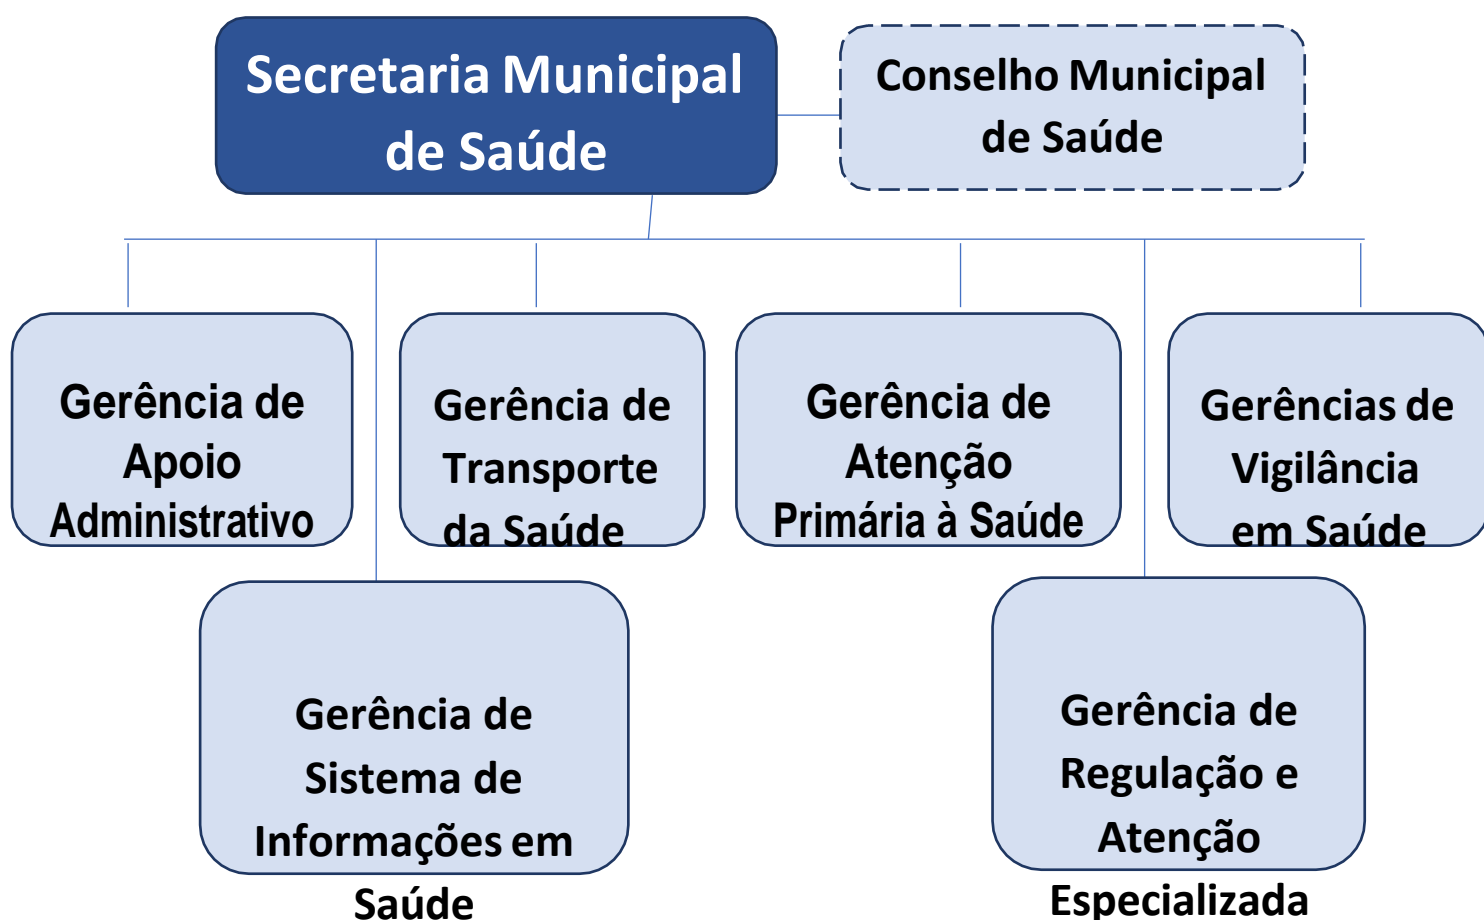 Secretaria Municipal
de Saúde
Conselho Municipal
de Saúde
Gerência de
Apoio
Administrativo
Gerência de
Transporte
da Saúde
Gerência de
Atenção
Primária à Saúde
Gerências de
Vigilância
em Saúde
Gerência de
Sistema de
Informações em
Saúde
Gerência de
Regulação e
Atenção
Especializada